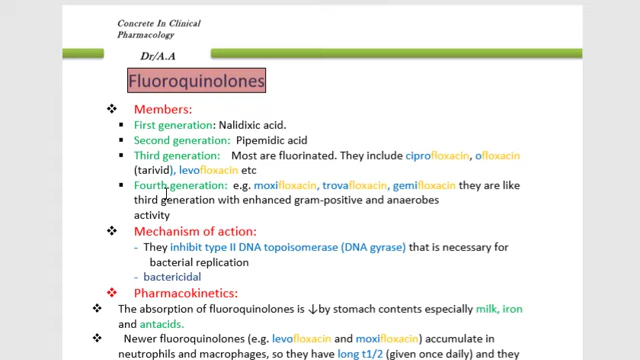 Concrete In Clinical
Pharmacology
Dr/A.A
Fluoroquinolones
❖ Members:
▪ First generation: Nalidixic acid.
▪ Second generation: Pipemidic acid
▪ Third generation: Most are fluorinated. They include ciprofloxacin, ofloxacin
(tarivid), levofloxacin etc
▪ Fourth generation: e.g. moxifloxacin, trovafloxacin, gemifloxacin they are like
third generation with enhanced gram-positive and anaerobes
activity
❖ Mechanism of action:
- They inhibit type II DNA topoisomerase (DNA gyrase) that is necessary for
bacterial replication
- bactericidal
❖ Pharmacokinetics:
❖ The absorption of fluoroquinolones is ↓by stomach contents especially milk, iron
and antacids.
❖ Newer fluoroquinolones (e.g. levofloxacin and moxifloxacin) accumulate in
neutrophils and macrophages, so they have long t1/2 (given once daily) and they